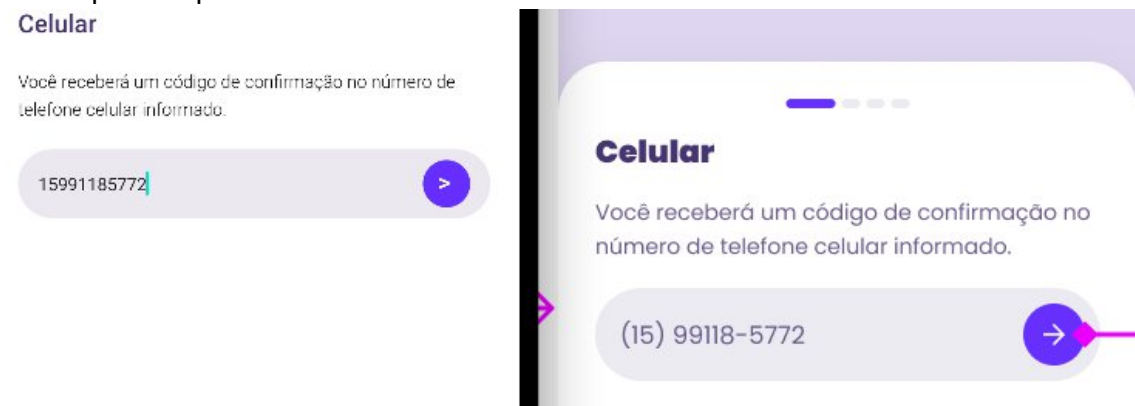 Celular
Você receberá um código de confirmação no número de
telefone celular informado.
15991185772
>
Celular
Você receberá um código de confirmação no
número de telefone celular informado.
(15) 99118-5772